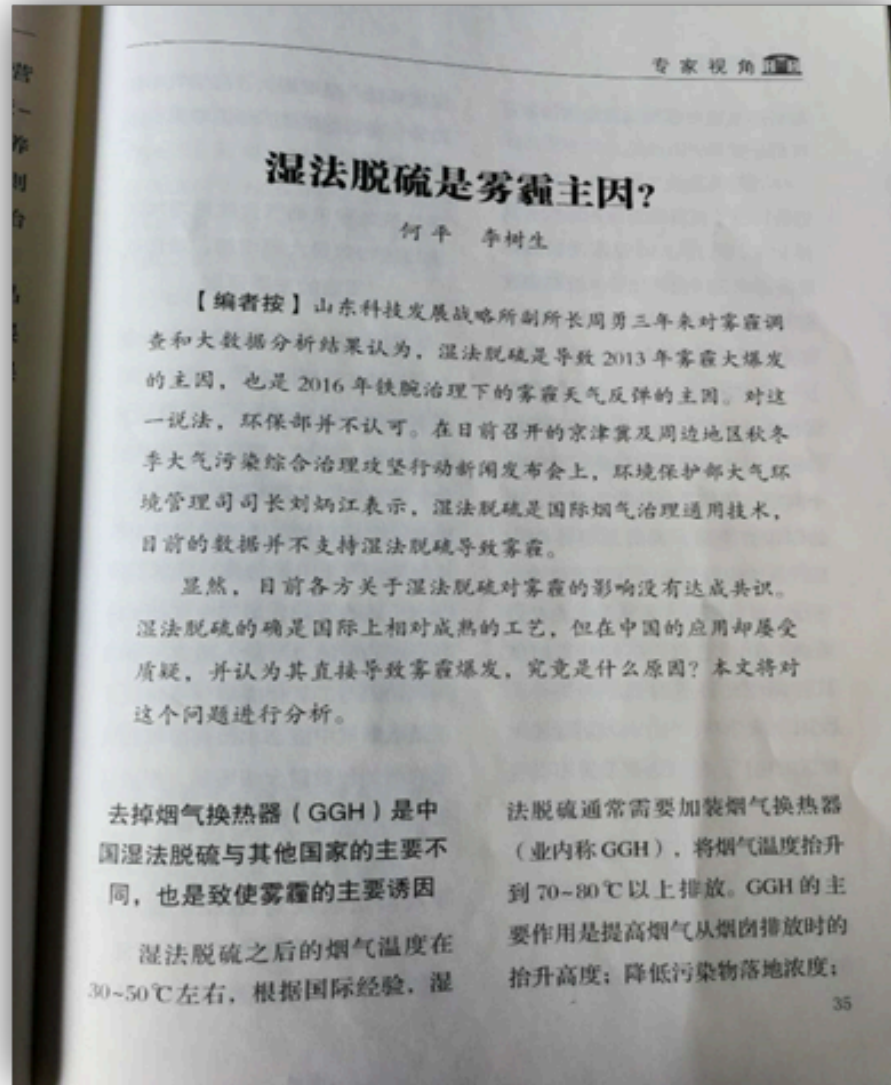 营
养
专家视角
湿法脱硫是雾霾主因?
何平 李树生
【编者按】山东科技发展战略所副所长周勇三年来对雾霾调
查和大数据分析结果认为，湿法脱硫是导致 2013 年雾霾大爆发
的主因，也是 2016 年铁腕治理下的雾霾天气反弹的主因。对这
一说法，环保部并不认可。在日前召开的京津冀及周边地区秋冬
季大气污染综合治理攻坚行动新闻发布会上，环境保护部大气环
境管理司司长刘炳江表示，湿法脱硫是国际烟气治理通用技术，
目前的数据并不支持湿法脱硫导致雾霾。
显然，目前各方关于湿法脱硫对雾霾的影响没有达成共识。
湿法脱硫的确是国际上相对成熟的工艺，但在中国的应用却屡受
质疑，并认为其直接导致雾霾爆发，究竟是什么原因？本文将对
这个问题进行分析。
去掉烟气换热器（GGH）是中
国湿法脱硫与其他国家的主要不
同，也是致使雾霾的主要诱因
湿法脱硫之后的烟气温度在
30~50℃左右，根据国际经验，湿
法脱硫通常需要加装烟气换热器
（业内称GGH），将烟气温度抬升
到 70~80℃以上排放。GGH 的主
要作用是提高烟气从烟囱排放时的
抬升高度；降低污染物落地浓度；
35